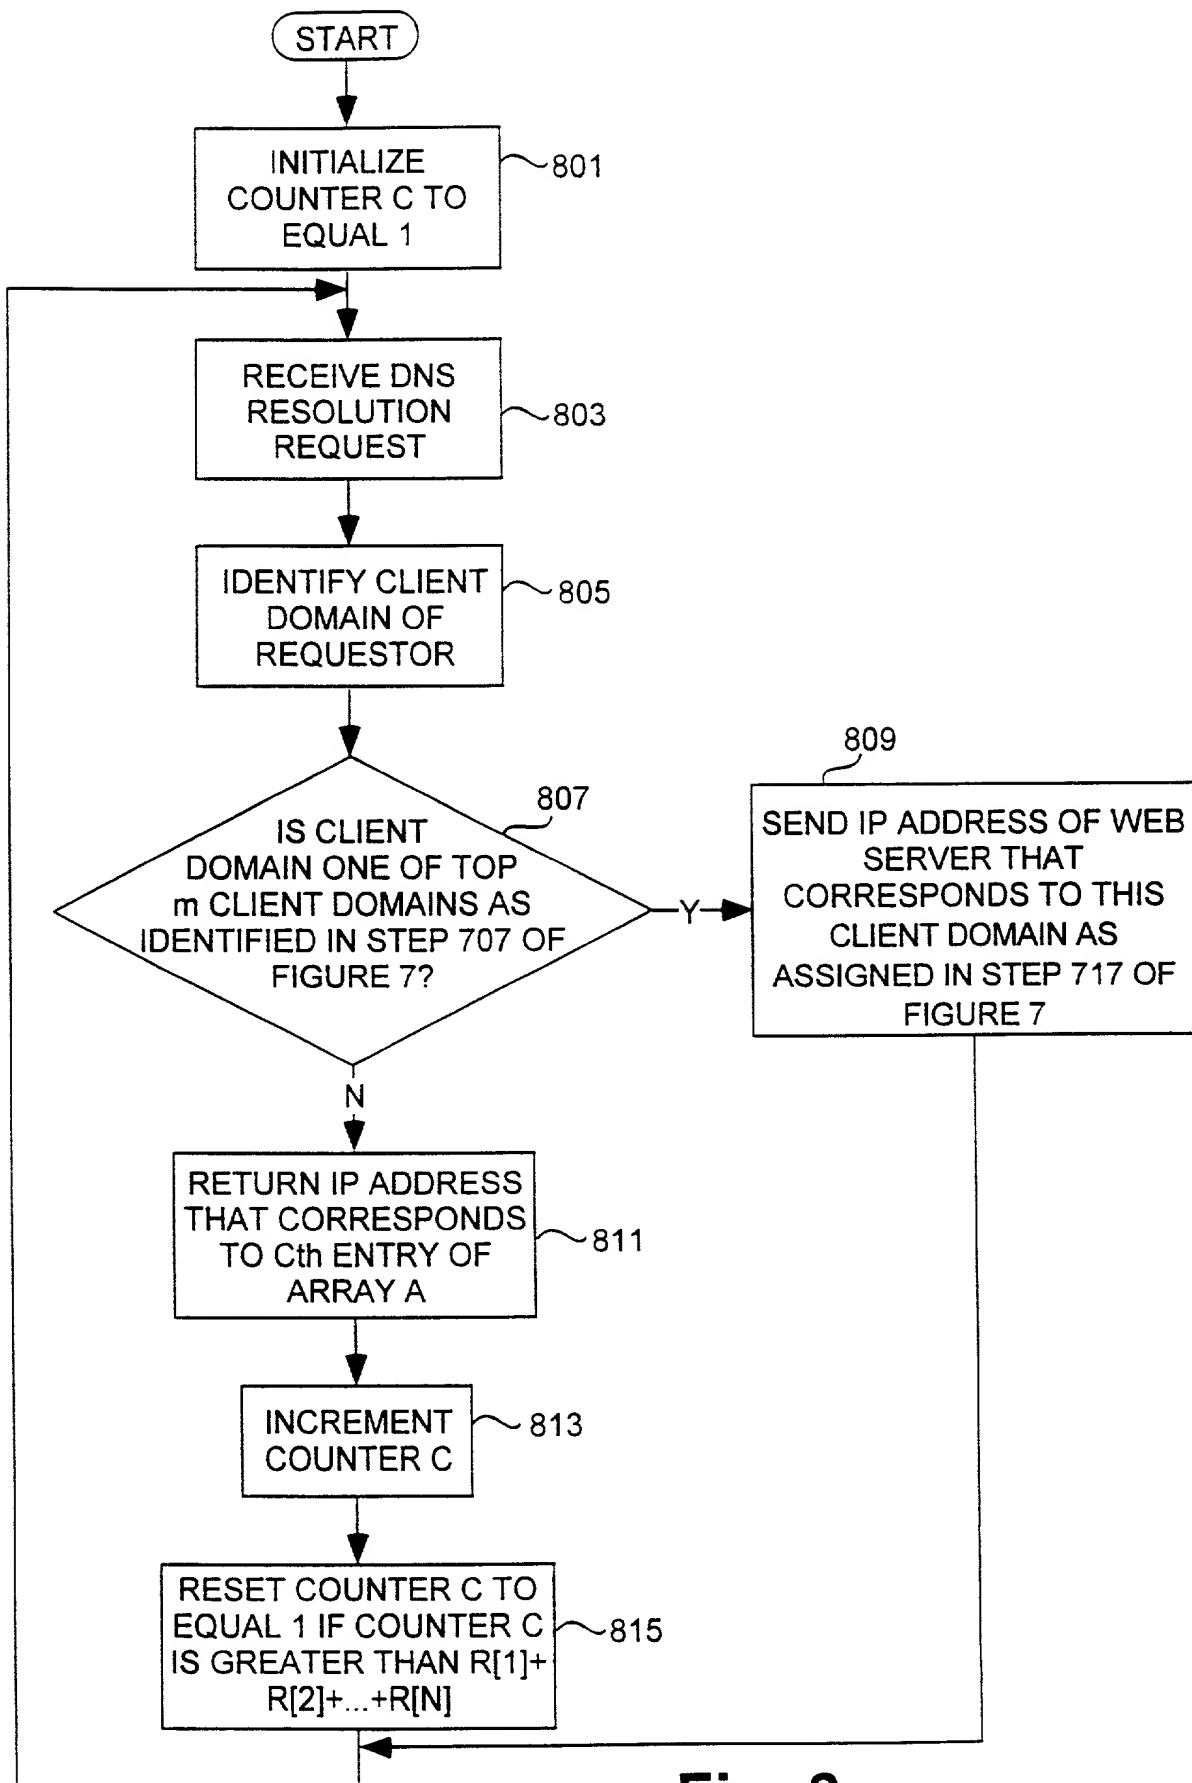 START
INITIALIZE
COUNTER C TO
EQUAL 1
801
RECEIVE DNS
RESOLUTION
REQUEST
803
IDENTIFY CLIENT
DOMAIN OF
REQUESTOR
805
IS CLIENT
DOMAIN ONE OF TOP
m CLIENT DOMAINS AS
IDENTIFIED IN STEP 707 OF
FIGURE 7?
807
Y
809
SEND IP ADDRESS OF WEB
SERVER THAT
CORRESPONDS TO THIS
CLIENT DOMAIN AS
ASSIGNED IN STEP 717 OF
FIGURE 7
N
RETURN IP ADDRESS
THAT CORRESPONDS
TO Cth ENTRY OF
ARRAY A
811
INCREMENT
COUNTER C
813
RESET COUNTER C TO
EQUAL 1 IF COUNTER C
IS GREATER THAN R[1]+
R[2]+...+R[N]
815